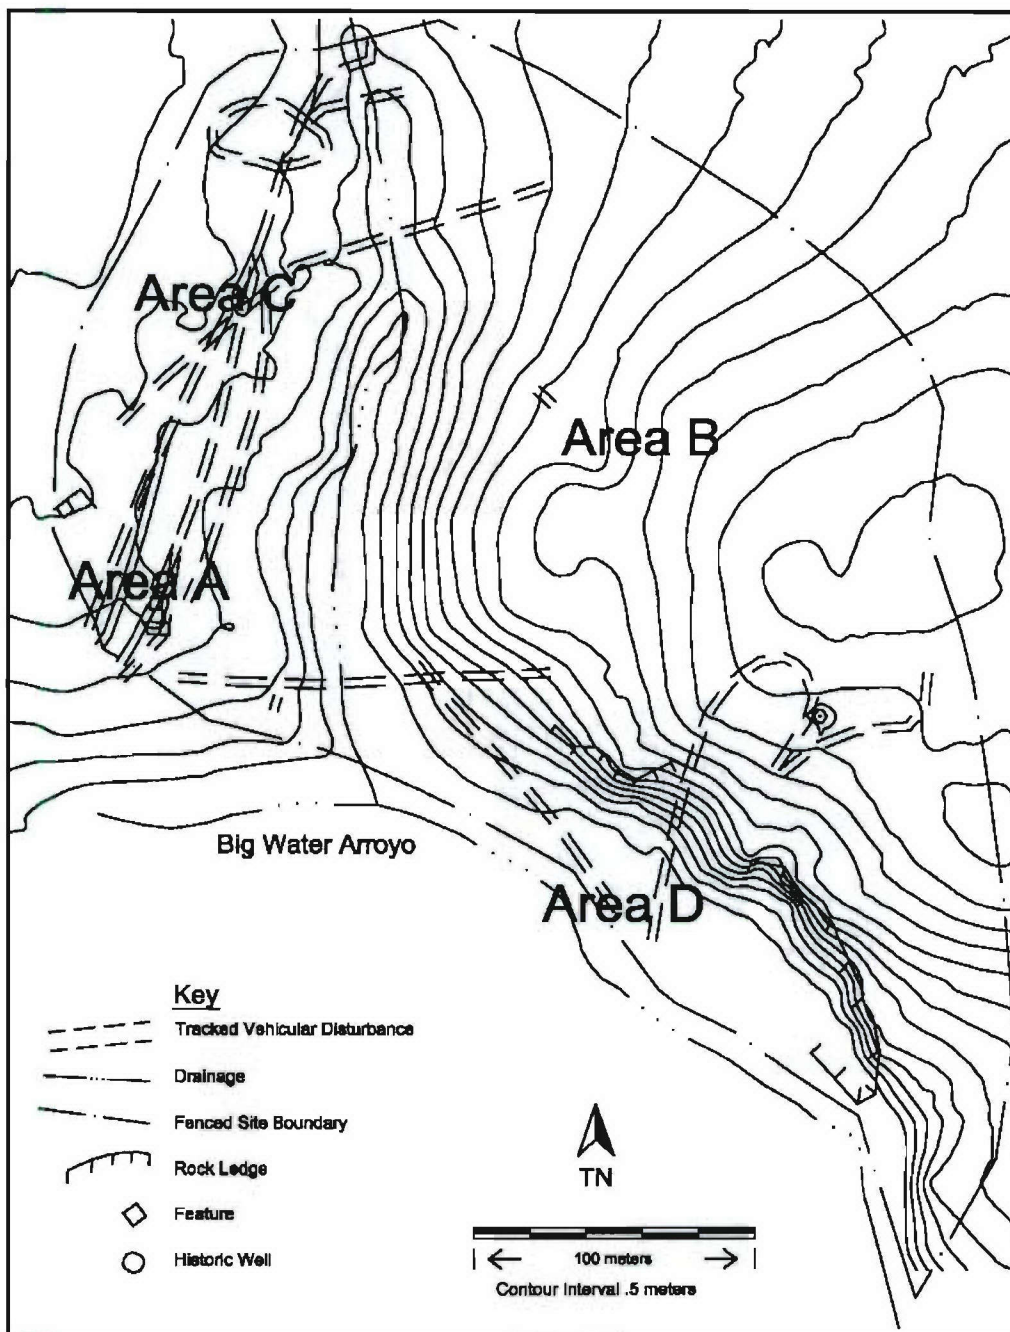 Area C
Area B
Area A
Big Water Arroyo
Area D
Key
Tracked Vehicular Disturbance
Drainage
Fenced Site Boundary
Rock Ledge
Feature
Historic Well
TN
100 meters
Contour Interval .5 meters